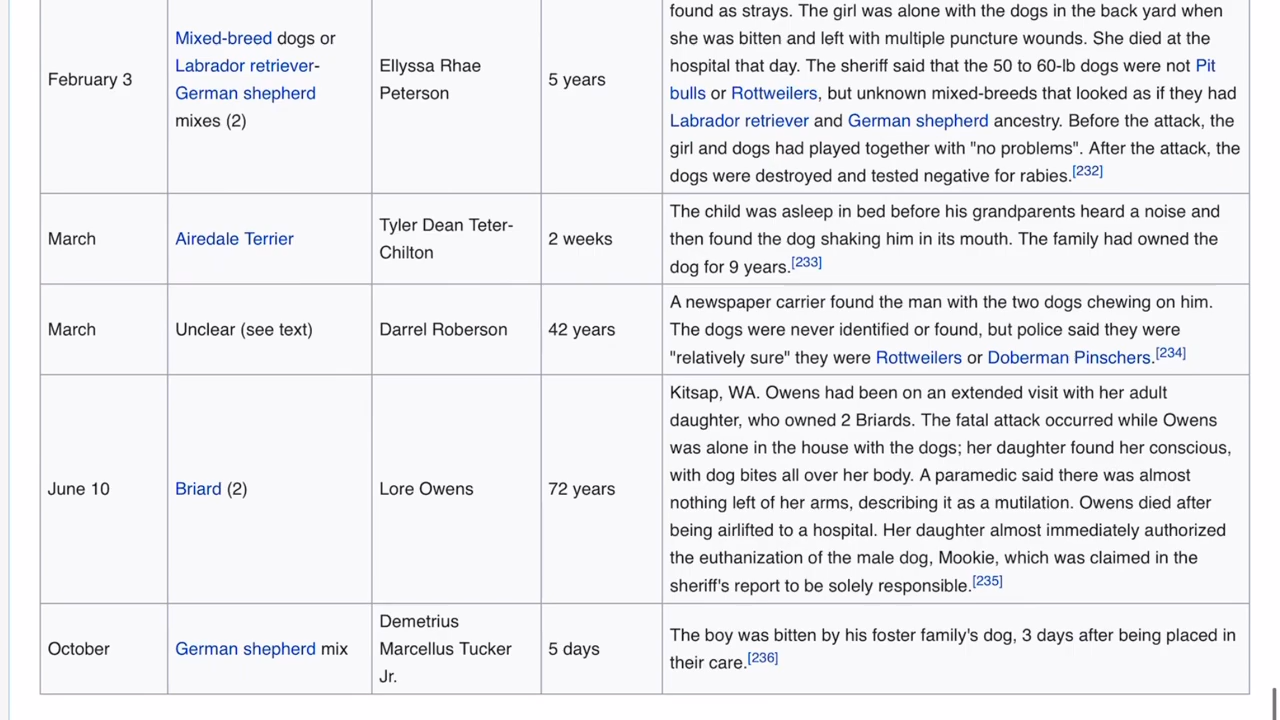 found as strays. The girl was alone with the dogs in the back yard when
she was bitten and left with multiple puncture wounds. She died at the
hospital that day. The sheriff said that the 50 to 60-lb dogs were not Pit
bulls or Rottweilers, but unknown mixed-breeds that looked as if they had
Labrador retriever and German shepherd ancestry. Before the attack, the
girl and dogs had played together with "no problems". After the attack, the
dogs were destroyed and tested negative for rabies.[232]
February 3
Mixed-breed dogs or
Labrador retriever-
German shepherd
mixes (2)
Ellyssa Rhae
Peterson
5 years
March
Airedale Terrier
Tyler Dean Teter-
Chilton
2 weeks
The child was asleep in bed before his grandparents heard a noise and
then found the dog shaking him in its mouth. The family had owned the
dog for 9 years.[233]
March
Unclear (see text)
Darrel Roberson
42 years
A newspaper carrier found the man with the two dogs chewing on him.
The dogs were never identified or found, but police said they were
"relatively sure" they were Rottweilers or Doberman Pinschers.[234]
June 10
Briard (2)
Lore Owens
72 years
Kitsap, WA. Owens had been on an extended visit with her adult
daughter, who owned 2 Briards. The fatal attack occurred while Owens
was alone in the house with the dogs; her daughter found her conscious,
with dog bites all over her body. A paramedic said there was almost
nothing left of her arms, describing it as a mutilation. Owens died after
being airlifted to a hospital. Her daughter almost immediately authorized
the euthanization of the male dog, Mookie, which was claimed in the
sheriff's report to be solely responsible.[235]
October
German shepherd mix
Demetrius
Marcellus Tucker
Jr.
5 days
The boy was bitten by his foster family's dog, 3 days after being placed in
their care.[236]